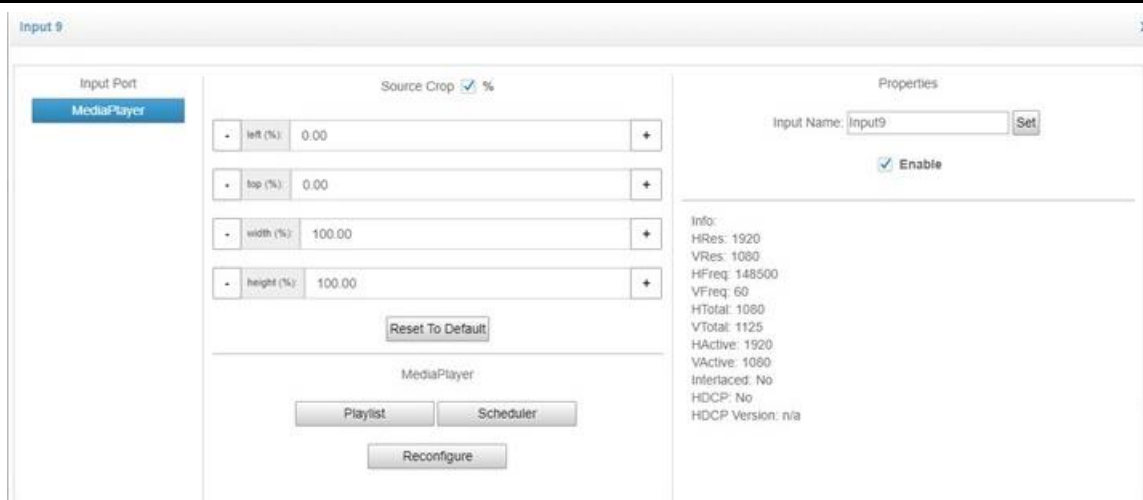 Input 9
Input Port
MediaPlayer
Source Crop %
- left (%): 0.00 +
- top (%): 0.00 +
- width (%): 100.00 +
- height (%): 100.00 +
Reset To Default
MediaPlayer
Playlist Scheduler
Reconfigure
Properties
Input Name: Input9 Set
Enable
Info:
HRes: 1920
VRes: 1080
HFreq: 148500
VFreq: 60
HTotal: 1080
VTotal: 1125
HActive: 1920
VActive: 1080
Interlaced: No
HDCP: No
HDCP Version: n/a